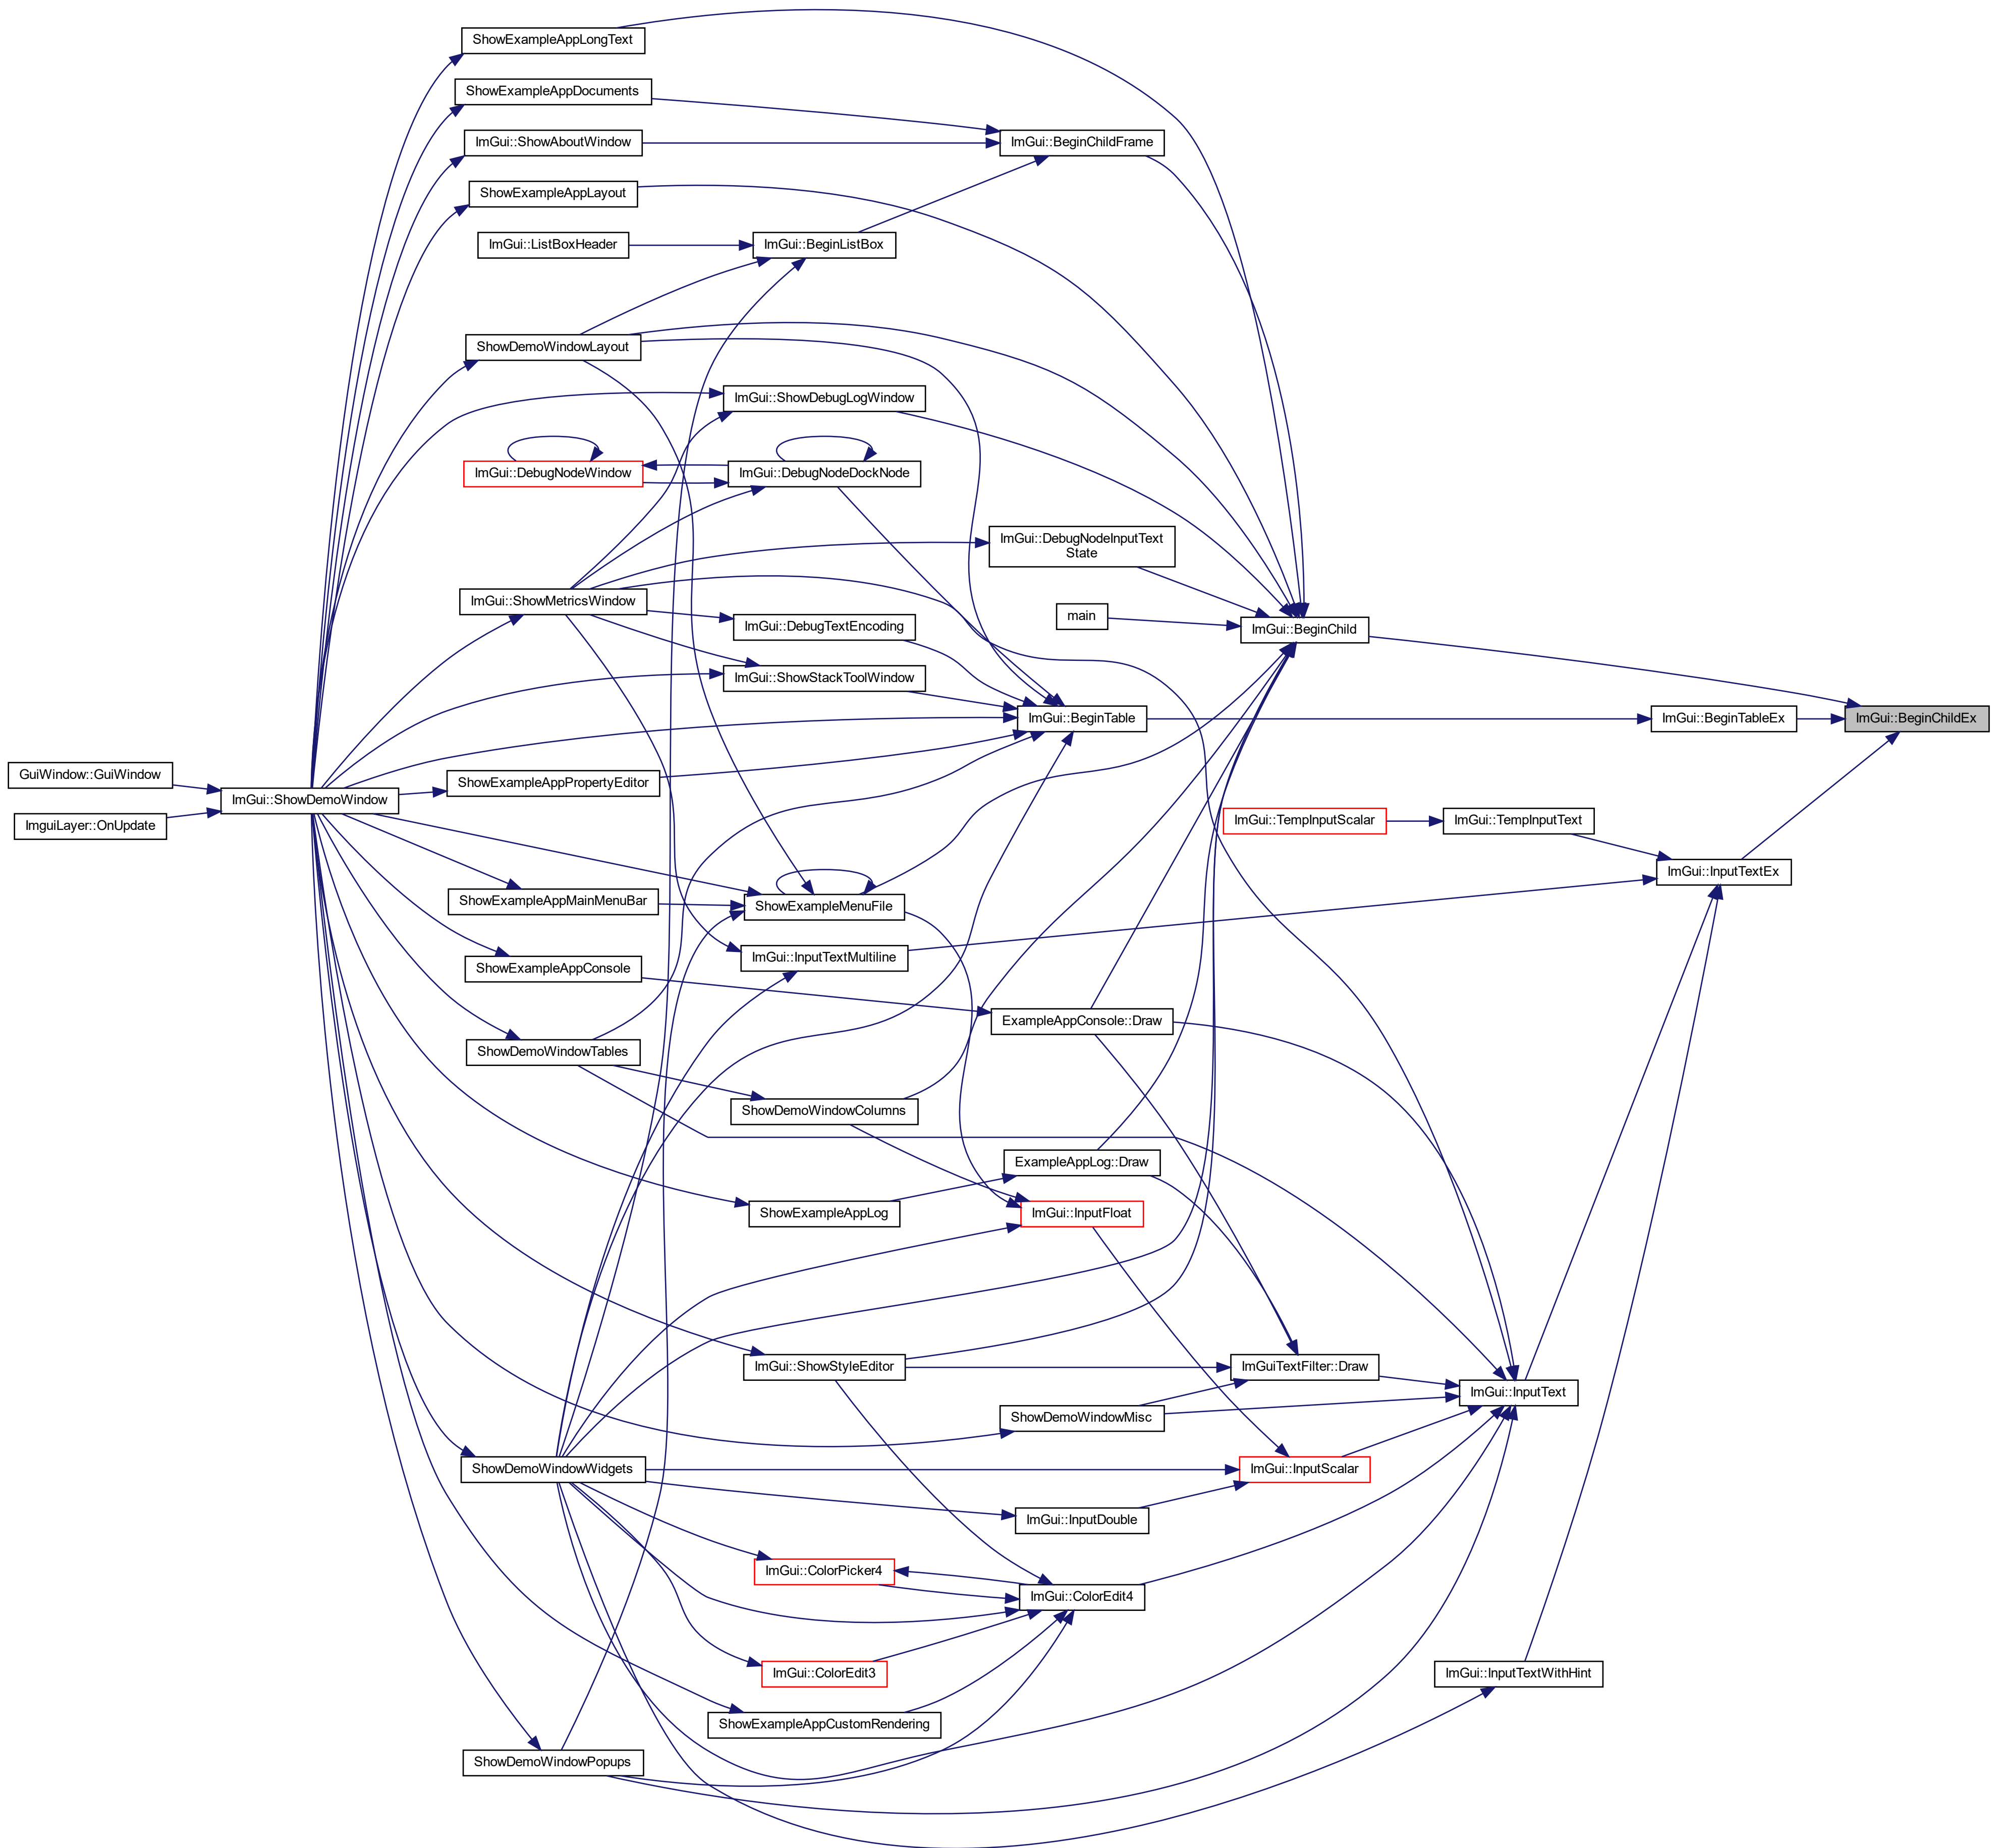 ShowExampleAppLongText
ShowExampleAppDocuments
ImGui::ShowAboutWindow
ImGui::BeginChildFrame
ShowExampleAppLayout
ImGui::ListBoxHeader
ImGui::BeginListBox
ShowDemoWindowLayout
ImGui::ShowDebugLogWindow
ImGui::DebugNodeWindow
ImGui::DebugNodeDockNode
ImGui::DebugNodeInputText
State
ImGui::ShowMetricsWindow
main
ImGui::DebugTextEncoding
ImGui::BeginChild
ImGui::ShowStackToolWindow
ImGui::BeginTable
ImGui::BeginTableEx
ImGui::BeginChildEx
GuiWindow::GuiWindow
ShowExampleAppPropertyEditor
ImGui::ShowDemoWindow
ImguiLayer::OnUpdate
ImGui::TempInputScalar
ImGui::TempInputText
ImGui::InputTextEx
ShowExampleAppMainMenuBar
ShowExampleMenuFile
ImGui::InputTextMultiline
ShowExampleAppConsole
ExampleAppConsole::Draw
ShowDemoWindowTables
ShowDemoWindowColumns
ExampleAppLog::Draw
ShowExampleAppLog
ImGui::InputFloat
ImGui::ShowStyleEditor
ImGuiTextFilter::Draw
ImGui::InputText
ShowDemoWindowMisc
ShowDemoWindowWidgets
ImGui::InputScalar
ImGui::InputDouble
ImGui::ColorPicker4
ImGui::ColorEdit4
ImGui::ColorEdit3
ImGui::InputTextWithHint
ShowExampleAppCustomRendering
ShowDemoWindowPopups